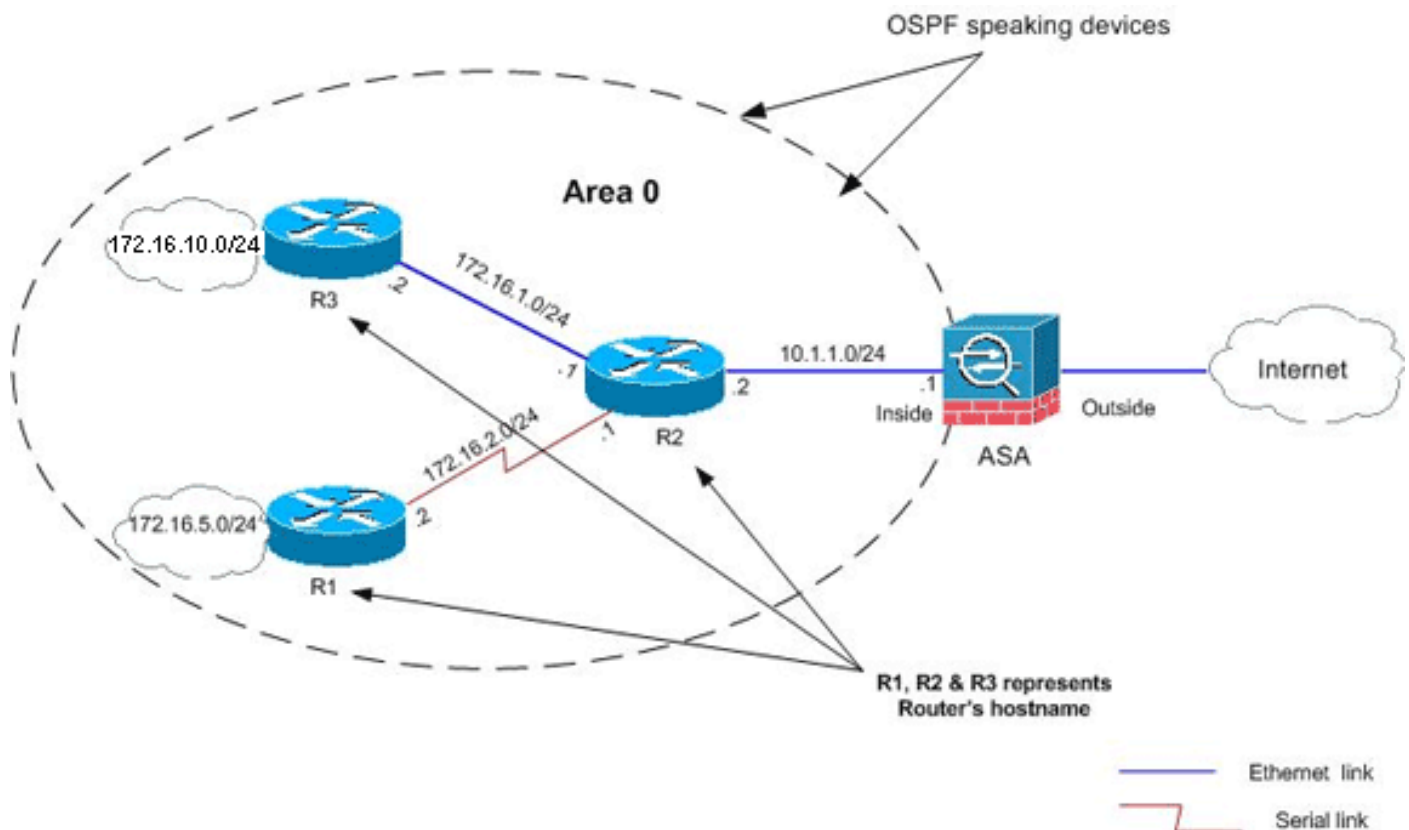 OSPF speaking devices
Area 0
172.16.10.0/24
R3
.2
172.16.1.0/24
.1
10.1.1.0/24
.2
.1
Inside
Outside
Internet
ASA
R2
.1
172.16.2.0/24
.2
172.16.5.0/24
R1
R1, R2 & R3 represents
Router's hostname
Ethernet link
Serial link